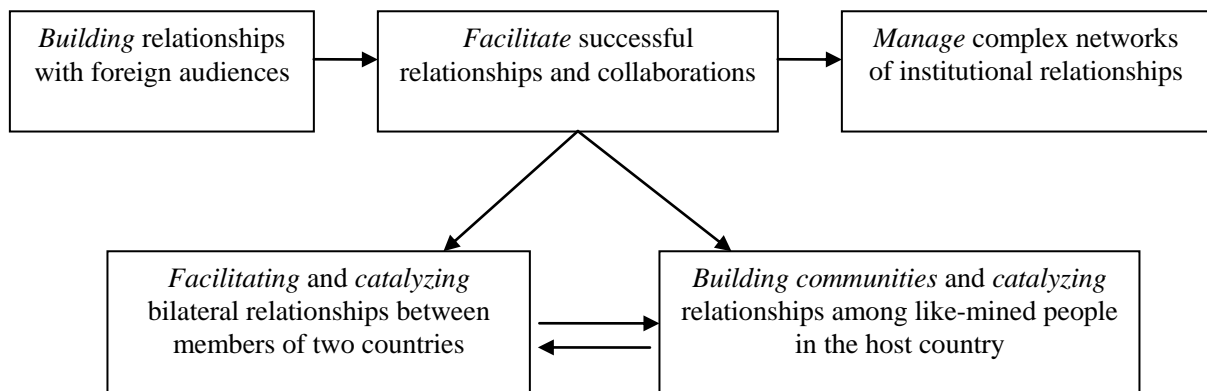 Building relationships
with foreign audiences
Facilitate successful
relationships and collaborations
Manage complex networks
of institutional relationships
Facilitating and catalyzing
bilateral relationships between
members of two countries
Building communities and catalyzing
relationships among like-mined people
in the host country